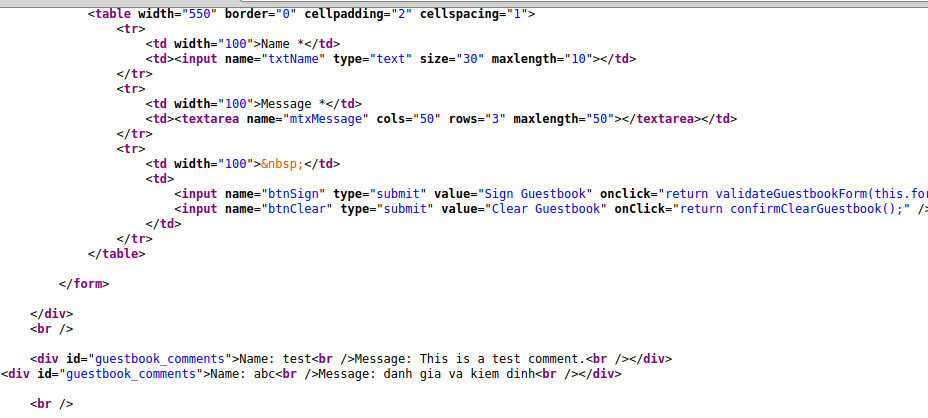 <table width="550" border="0" cellpadding="2" cellspacing="1">
<tr>
<td width="100">Name *</td>
<td><input name="txtName" type="text" size="30" maxlength="10"></td>
</tr>
<tr>
<td width="100">Message *</td>
<td><textarea name="mtxMessage" cols="50" rows="3" maxlength="50"></textarea></td>
</tr>
<tr>
<td width="100">&nbsp;</td>
<td>
<input name="btnSign" type="submit" value="Sign Guestbook" onclick="return validateGuestbookForm(this.for
<input name="btnClear" type="submit" value="Clear Guestbook" onClick="return confirmClearGuestbook();" />
</td>
</tr>
</table>
</form>
</div>
<br />
<div id="guestbook_comments">Name: test<br />Message: This is a test comment.<br /></div>
<div id="guestbook_comments">Name: abc<br />Message: danh gia va kiem dinh<br /></div>
<br />